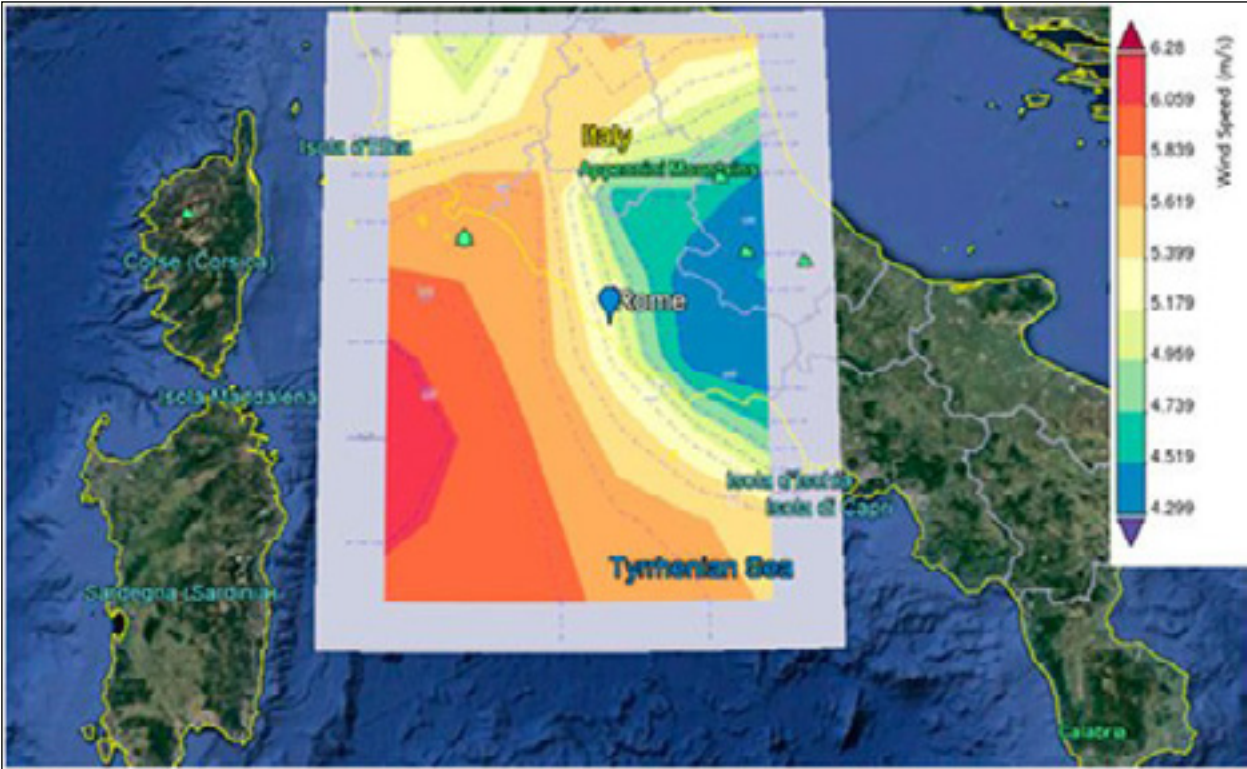 Italy
Isola d'Elba
Appennini Mountains
Corse (Corsica)
Rome
Isola Maddalena
Isola d'Ischia
Isola di Capri
Tyrrhenian Sea
Sardegna (Sardinia)
Calabria
6.28
6.059
5.839
5.619
5.399
5.179
4.959
4.739
4.519
4.299
Wind Speed (m/s)